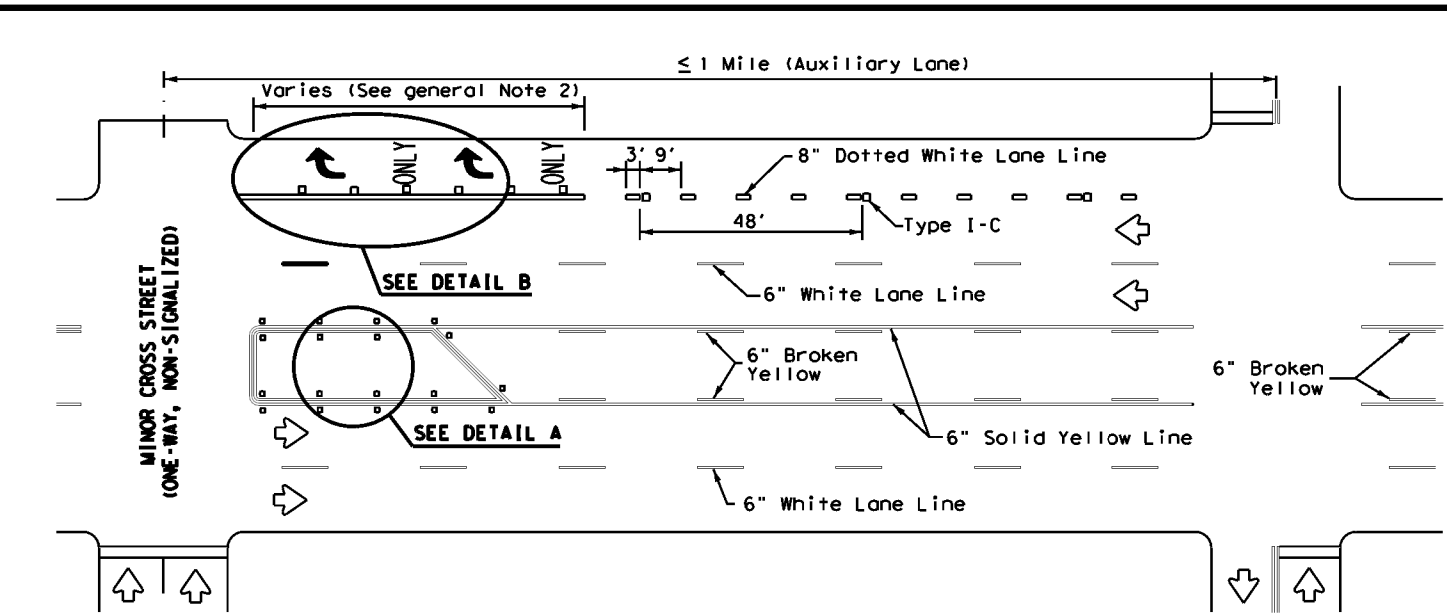 ≤ 1 Mile (Auxiliary Lane)
Varies (See general Note 2)
ONLY
ONLY
3' 9'
8" Dotted White Lane Line
48'
Type I-C
SEE DETAIL B
6" White Lane Line
MINOR CROSS STREET
(ONE-WAY, NON-SIGNALIZED)
6" Broken
Yellow
6" Broken
Yellow
SEE DETAIL A
6" Solid Yellow Line
6" White Lane Line